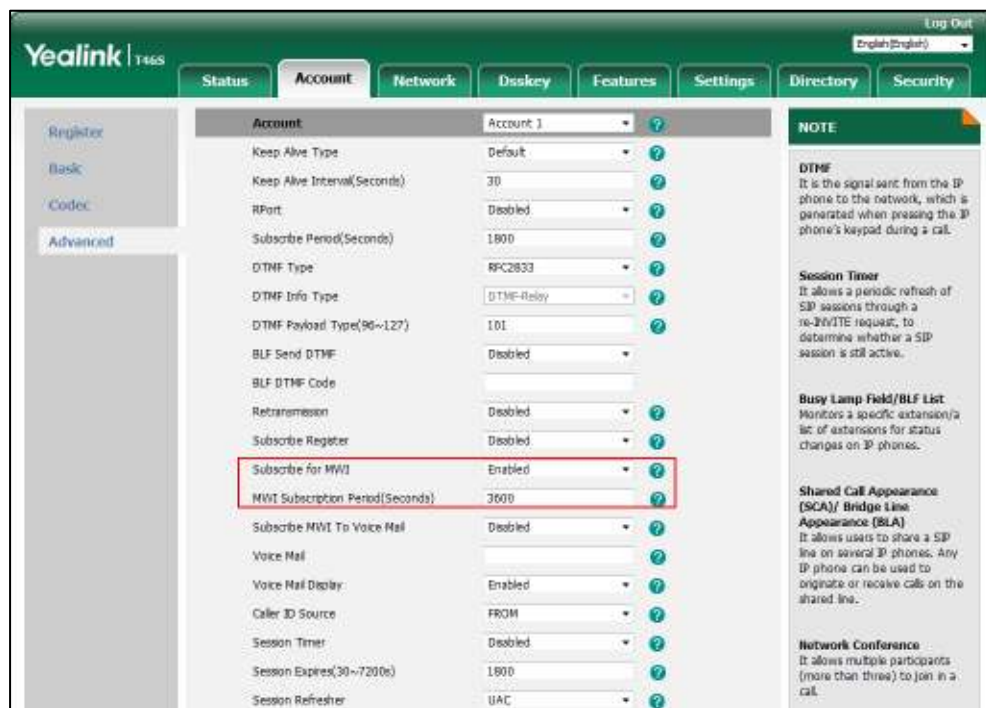 Log Out
Yealink T46S
English(English)
Status Account Network Dsskey Features Settings Directory Security
Register
Basic
Codec
Advanced
Account Account 1
Keep Alive Type Default
Keep Alive Interval(Seconds) 30
RPort Disabled
Subscribe Period(Seconds) 1800
DTMF Type RFC2833
DTMF Info Type DTMF-Relay
DTMF Payload Type(96~127) 101
BLF Send DTMF Disabled
BLF DTMF Code
Retransmission Disabled
Subscribe Register Disabled
Subscribe for MWI Enabled
MWI Subscription Period(Seconds) 3600
Subscribe MWI To Voice Mail Disabled
Voice Mail
Voice Mail Display Enabled
Caller ID Source FROM
Session Timer Disabled
Session Expires(30~7200s) 1800
Session Refresher UAC
NOTE
DTMF
It is the signal sent from the IP
phone to the network, which is
generated when pressing the IP
phone's keypad during a call.
Session Timer
It allows a periodic refresh of
SIP sessions through a
re-INVITE request, to
determine whether a SIP
session is still active.
Busy Lamp Field/BLF List
Monitors a specific extension/a
list of extensions for status
changes on IP phones.
Shared Call Appearance
(SCA)/ Bridge Line
Appearance (BLA)
It allows users to share a SIP
line on several IP phones. Any
IP phone can be used to
originate or receive calls on the
shared line.
Network Conference
It allows multiple participants
(more than three) to join in a
call.